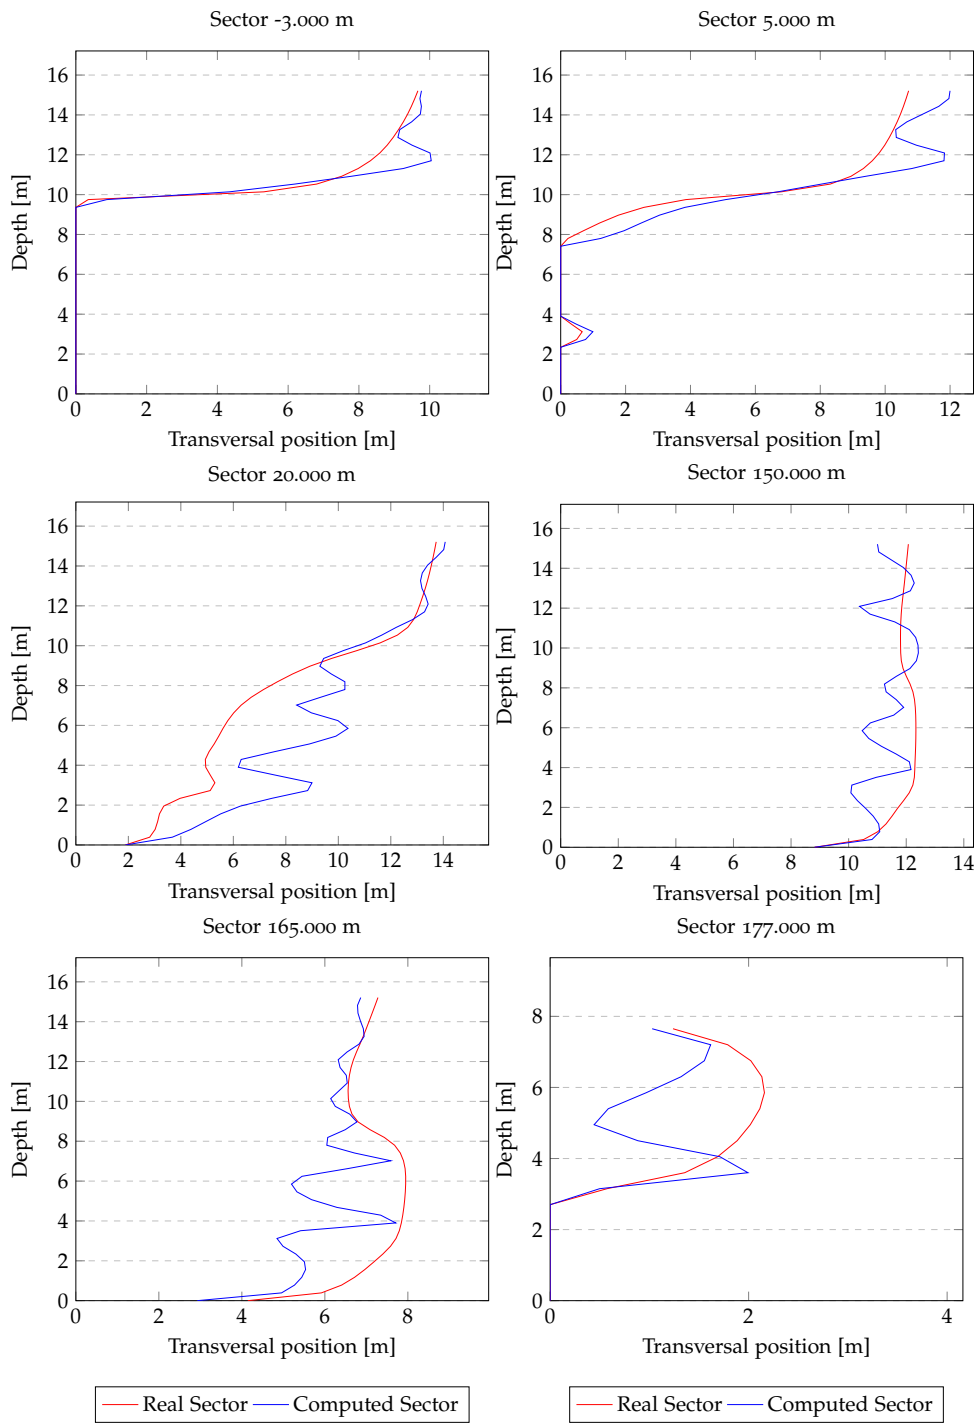 Sector -3.000 m
16
14
12
10
8
6
4
2
0
Depth [m]
0 2 4 6 8 10
Transversal position [m]
Sector 5.000 m
16
14
12
10
8
6
4
2
0
Depth [m]
0 2 4 6 8 10 12
Transversal position [m]
Sector 20.000 m
16
14
12
10
8
6
4
2
0
Depth [m]
0 2 4 6 8 10 12 14
Transversal position [m]
Sector 150.000 m
16
14
12
10
8
6
4
2
0
Depth [m]
0 2 4 6 8 10 12 14
Transversal position [m]
Sector 165.000 m
16
14
12
10
8
6
4
2
0
Depth [m]
0 2 4 6 8
Transversal position [m]
Sector 177.000 m
8
6
4
2
0
Depth [m]
0 2 4
Transversal position [m]
Real Sector Computed Sector
Real Sector Computed Sector